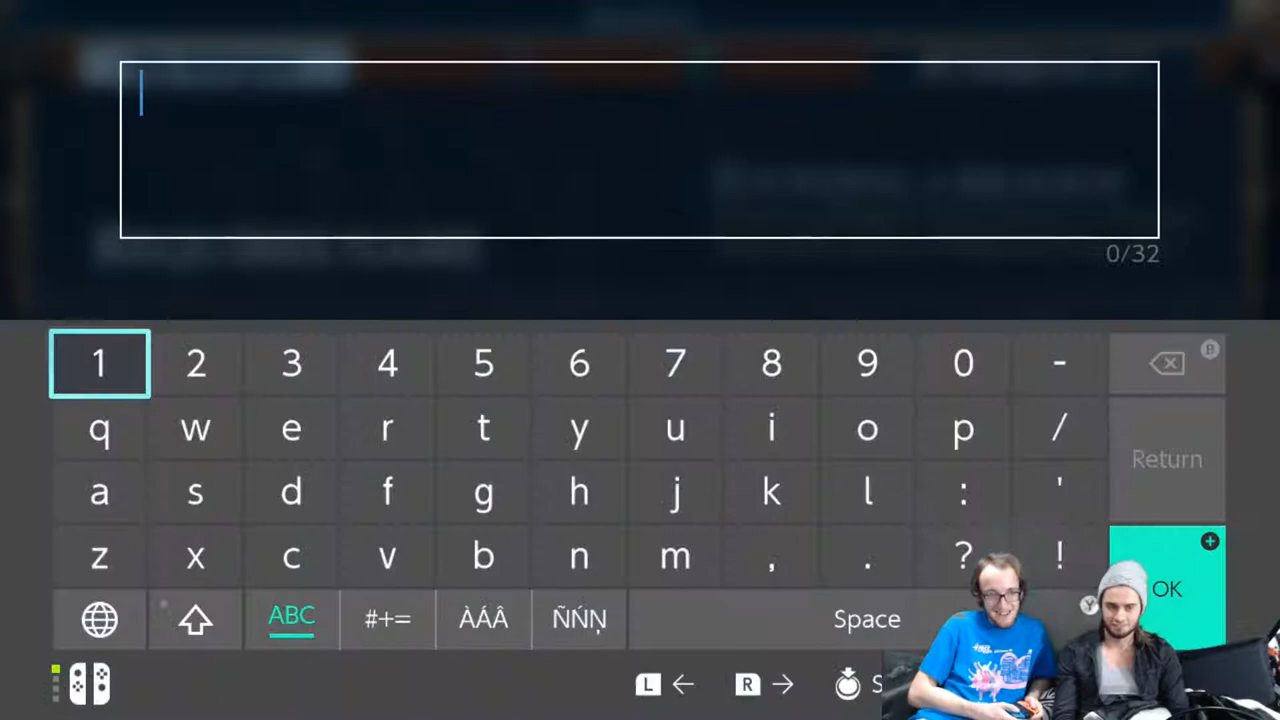 0/32
1 2 3 4 5 6 7 8 9 0 -
B
q w e r t y u i o p /
Return
a s d f g h j k l : '
z x c v b n m , . ? !
+
OK
ABC #+= ÀÁÂ ÑŃŅ Space
Y
L ← R → S